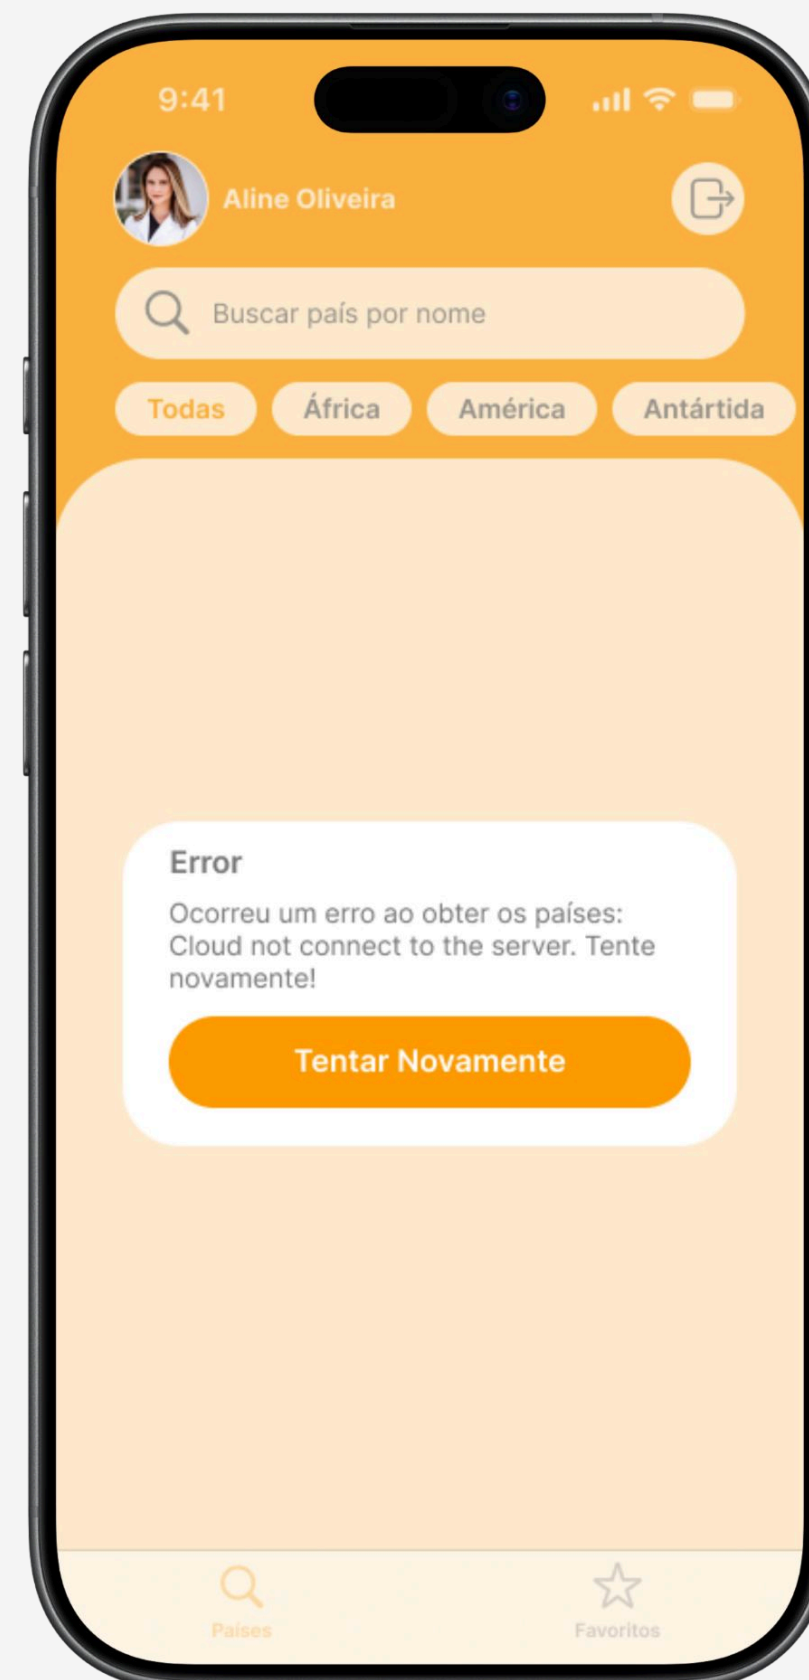 9:41
Aline Oliveira
Buscar país por nome
Todas África América Antártida
Error
Ocorreu um erro ao obter os países:
Cloud not connect to the server. Tente
novamente!
Tentar Novamente
Países Favoritos